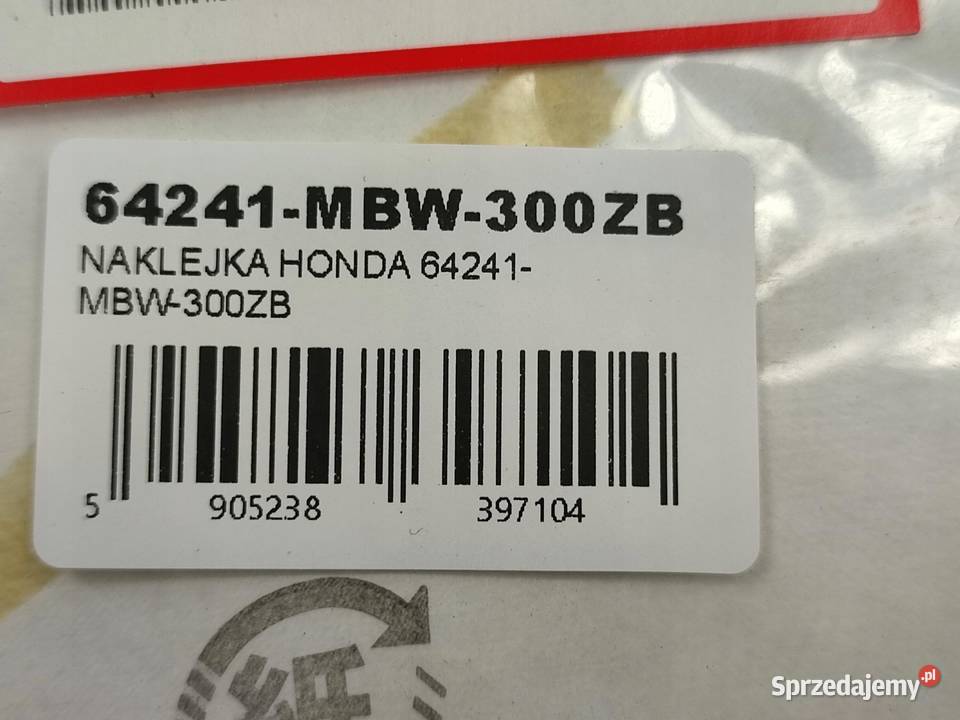 64241-MBW-300ZB
NAKLEJKA HONDA 64241-
MBW-300ZB
5 905238 397104
Sprzedajemy.pl